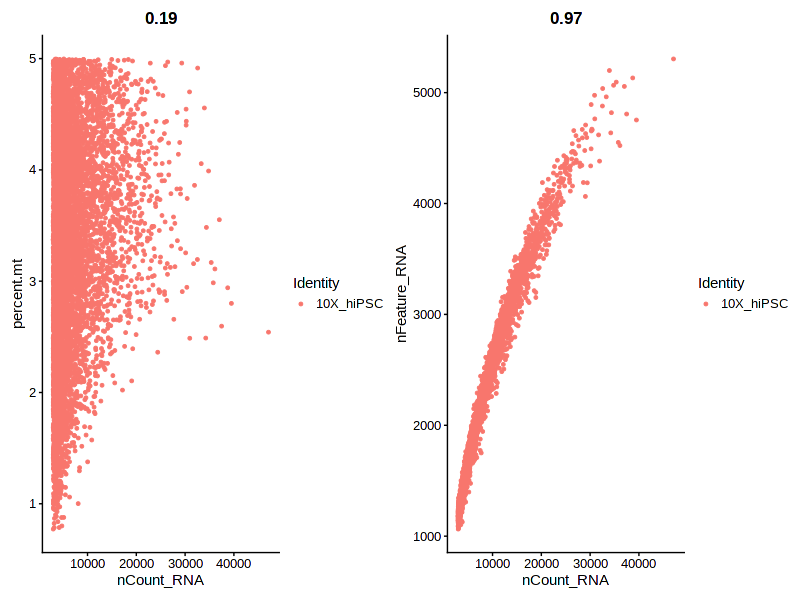 0.19
percent.mt
5
4
3
2
1
10000 20000 30000 40000
nCount_RNA
Identity
10X_hiPSC
0.97
nFeature_RNA
5000
4000
3000
2000
1000
10000 20000 30000 40000
nCount_RNA
Identity
10X_hiPSC